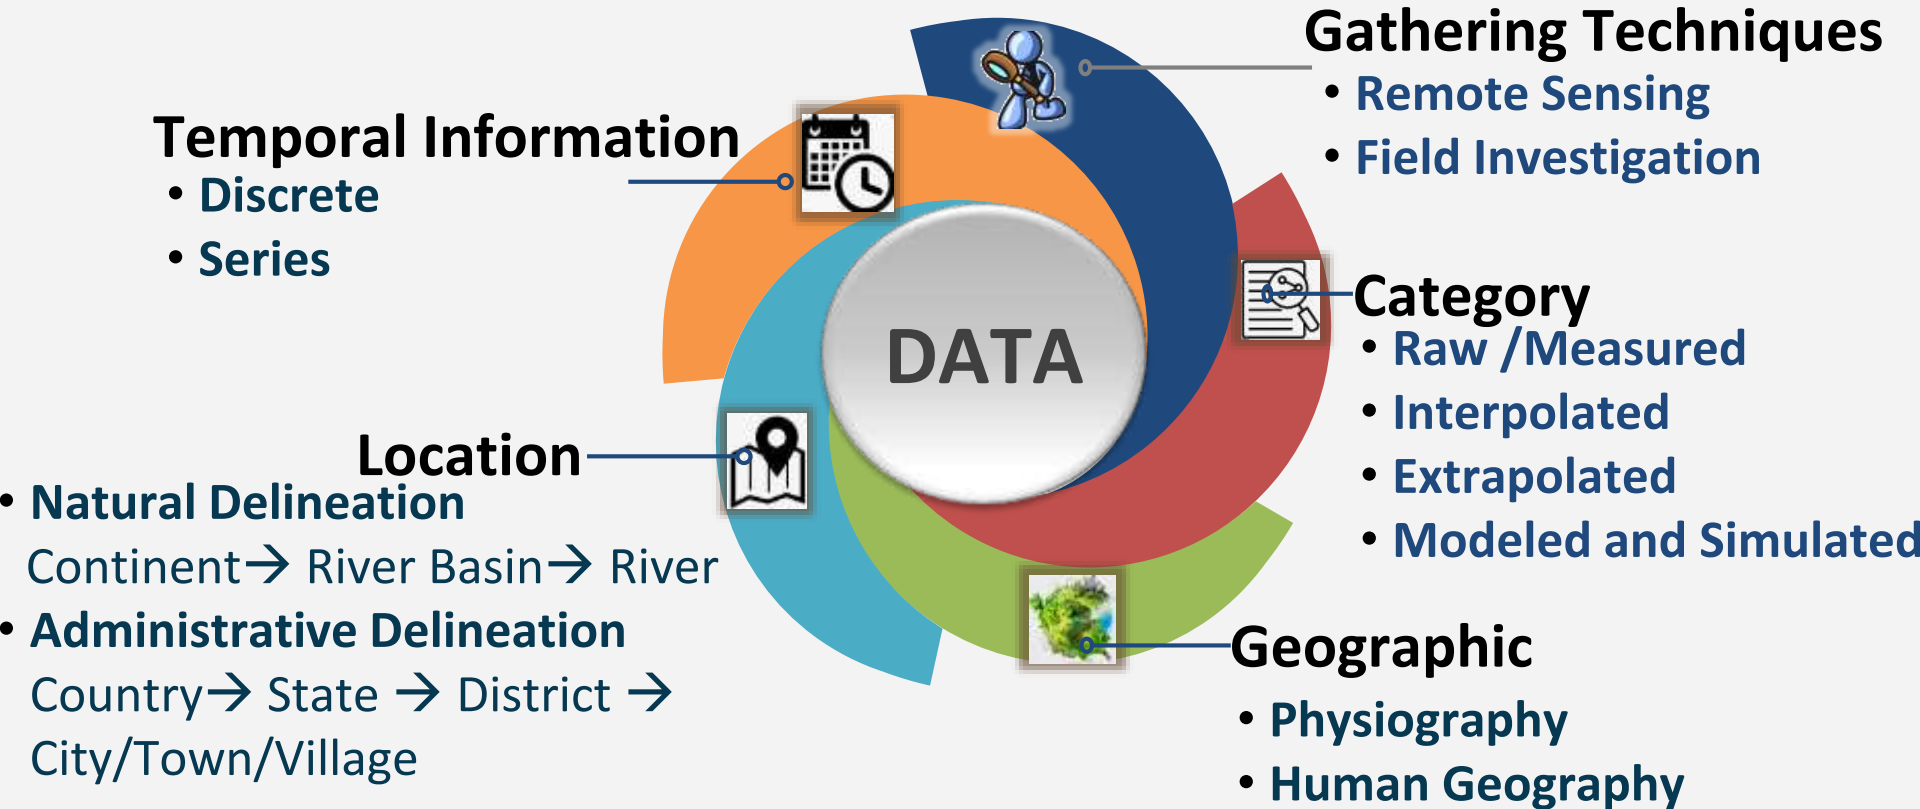 Gathering Techniques
• Remote Sensing
• Field Investigation
Temporal Information
• Discrete
• Series
DATA
Category
• Raw /Measured
• Interpolated
• Extrapolated
• Modeled and Simulated
Location
• Natural Delineation
Continent→ River Basin→ River
• Administrative Delineation
Country→ State → District →
City/Town/Village
Geographic
• Physiography
• Human Geography